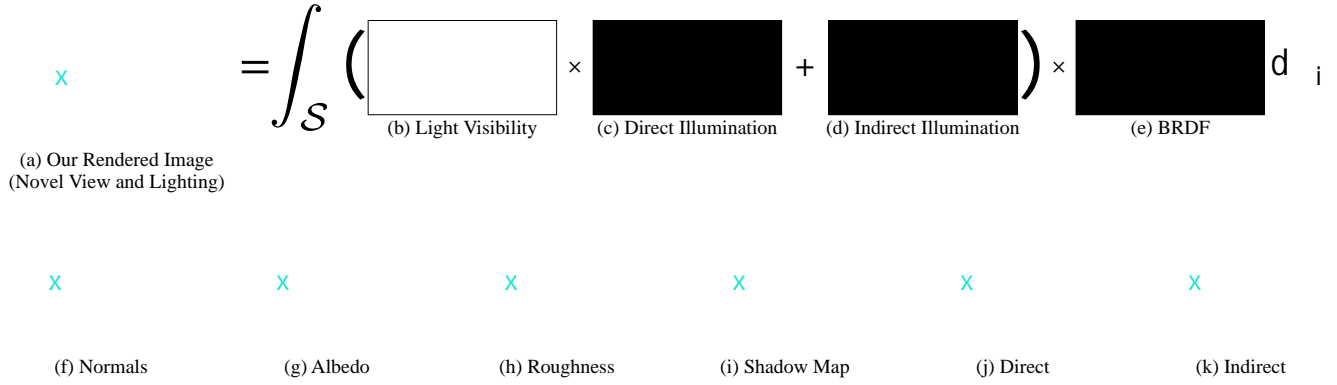 x
= ∫_S ( × + ) × d i
(b) Light Visibility
(c) Direct Illumination
(d) Indirect Illumination
(e) BRDF
(a) Our Rendered Image
(Novel View and Lighting)
x
x
x
x
x
x
(f) Normals
(g) Albedo
(h) Roughness
(i) Shadow Map
(j) Direct
(k) Indirect